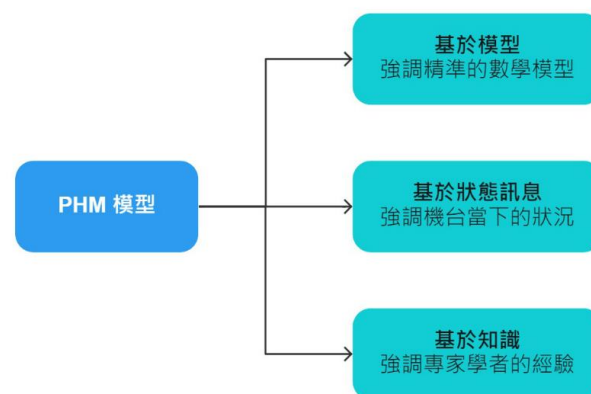 PHM 模型
基於模型
強調精準的數學模型
基於狀態訊息
強調機台當下的狀況
基於知識
強調專家學者的經驗